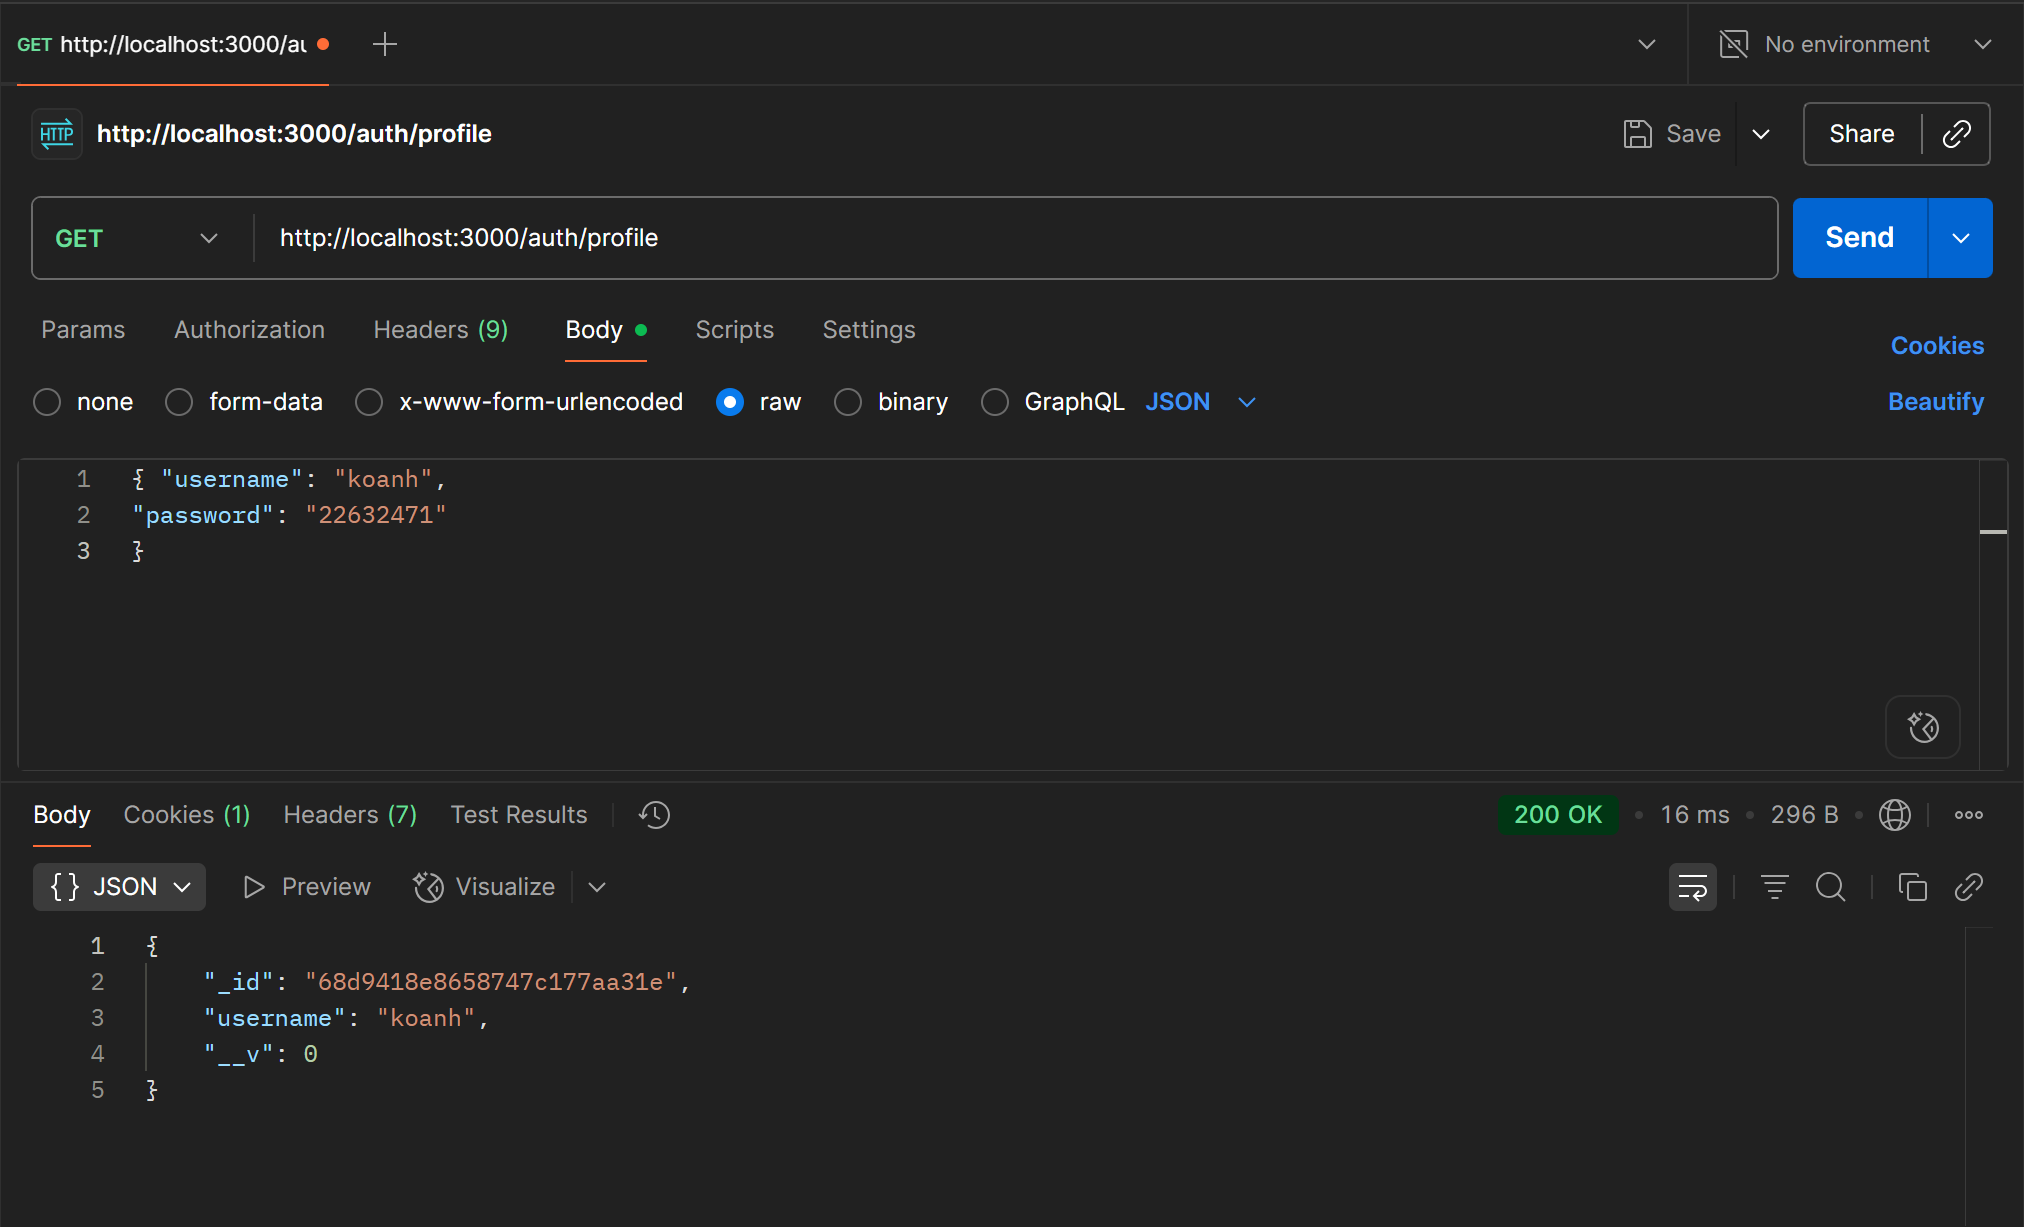 GET http://localhost:3000/au
No environment
HTTP http://localhost:3000/auth/profile
Save
Share
GET http://localhost:3000/auth/profile
Send
Params Authorization Headers (9) Body Scripts Settings
Cookies
none form-data x-www-form-urlencoded raw binary GraphQL JSON
Beautify
1 { "username": "koanh",
2 "password": "22632471"
3 }
Body Cookies (1) Headers (7) Test Results
200 OK • 16 ms • 296 B •
{} JSON Preview Visualize
1 {
2 "_id": "68d9418e8658747c177aa31e",
3 "username": "koanh",
4 "__v": 0
5 }